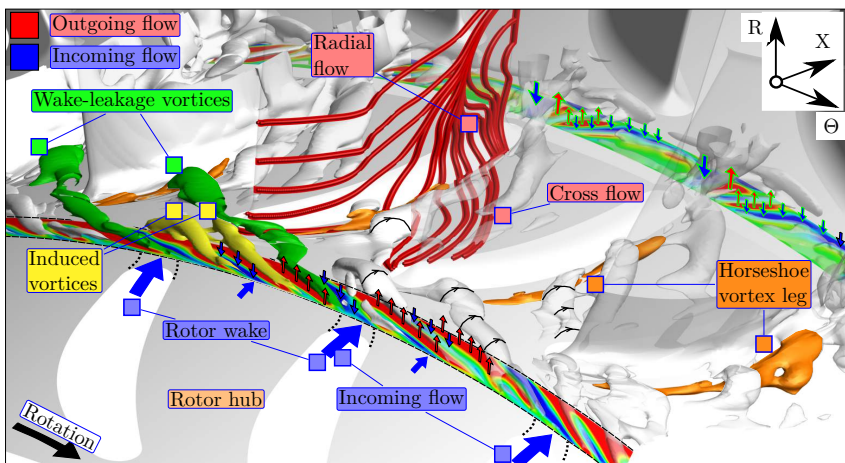 Outgoing flow
Incoming flow
Wake-leakage vortices
Radial
flow
R
X
Θ
Cross flow
Induced
vortices
Horseshoe
vortex leg
Rotor wake
Rotor hub
Incoming flow
Rotation